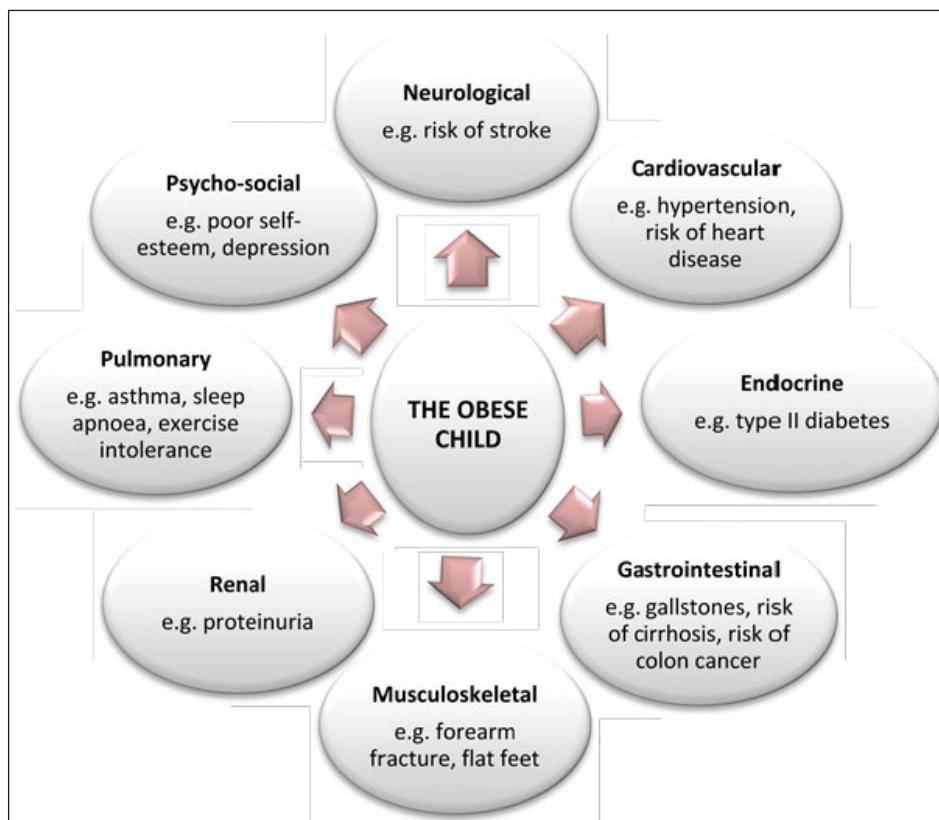 Neurological
e.g. risk of stroke
Psycho-social
e.g. poor self-
esteem, depression
Cardiovascular
e.g. hypertension,
risk of heart
disease
Pulmonary
e.g. asthma, sleep
apnoea, exercise
intolerance
THE OBESE
CHILD
Endocrine
e.g. type II diabetes
Renal
e.g. proteinuria
Gastrointestinal
e.g. gallstones, risk
of cirrhosis, risk of
colon cancer
Musculoskeletal
e.g. forearm
fracture, flat feet